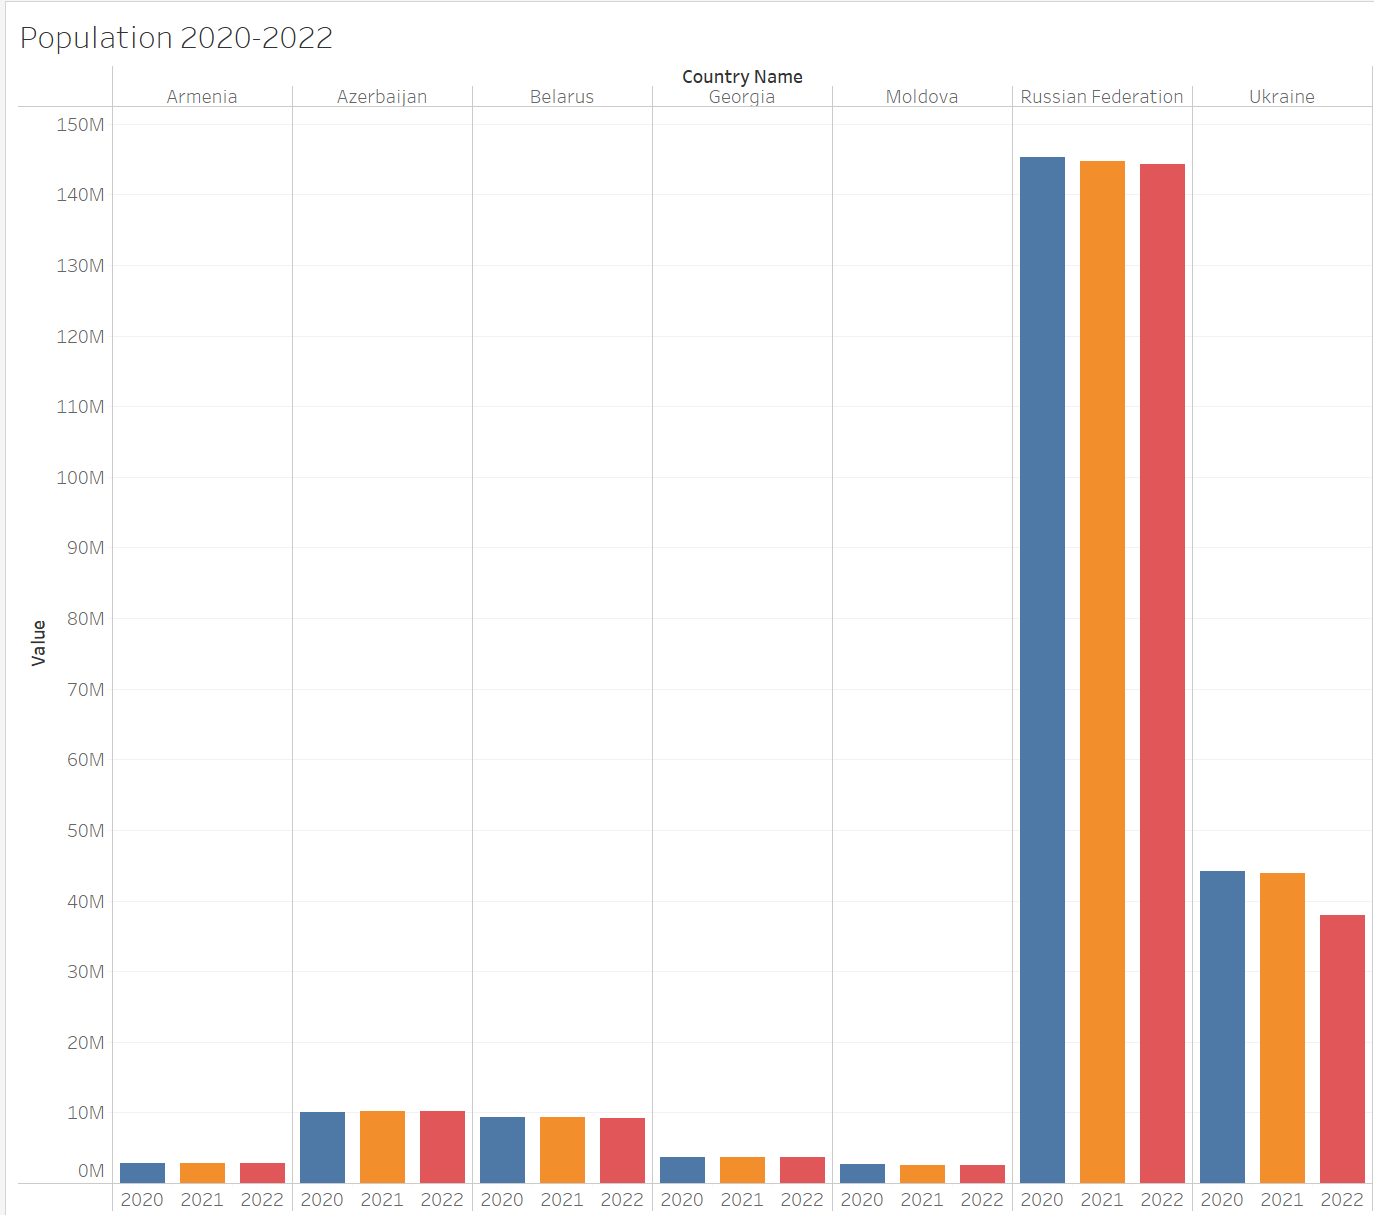 Population 2020-2022
Country Name
Armenia Azerbaijan Belarus Georgia Moldova Russian Federation Ukraine
150M
140M
130M
120M
110M
100M
90M
80M
Value
70M
60M
50M
40M
30M
20M
10M
0M
2020 2021 2022 2020 2021 2022 2020 2021 2022 2020 2021 2022 2020 2021 2022 2020 2021 2022 2020 2021 2022